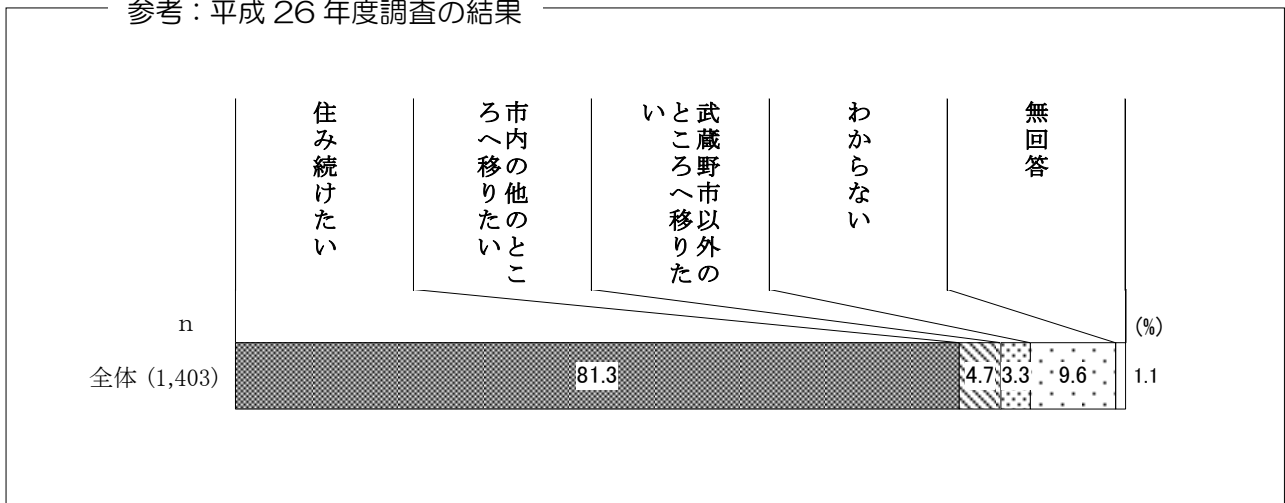 参考：平成 26 年度調査の結果
住み続けたい
市内の他のとこ
ろへ移りたい
武蔵野市以外の
ところへ移りた
い
わからない
無回答
n
(%)
全体 (1,403)
81.3
4.7
3.3
9.6
1.1